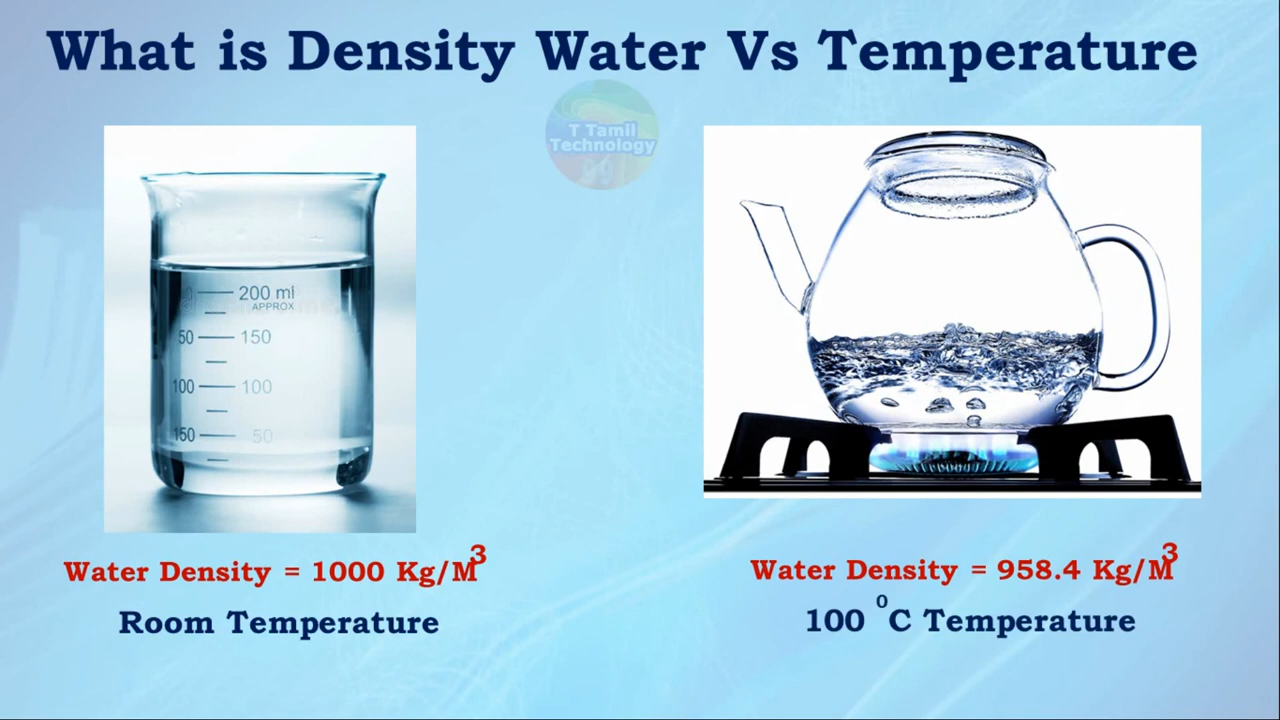 What is Density Water Vs Temperature
T Tamil
Technology
200 ml
APPROX
50 150
100 100
150 50
Water Density = 1000 Kg/M³
Room Temperature
Water Density = 958.4 Kg/M³
100 ⁰C Temperature